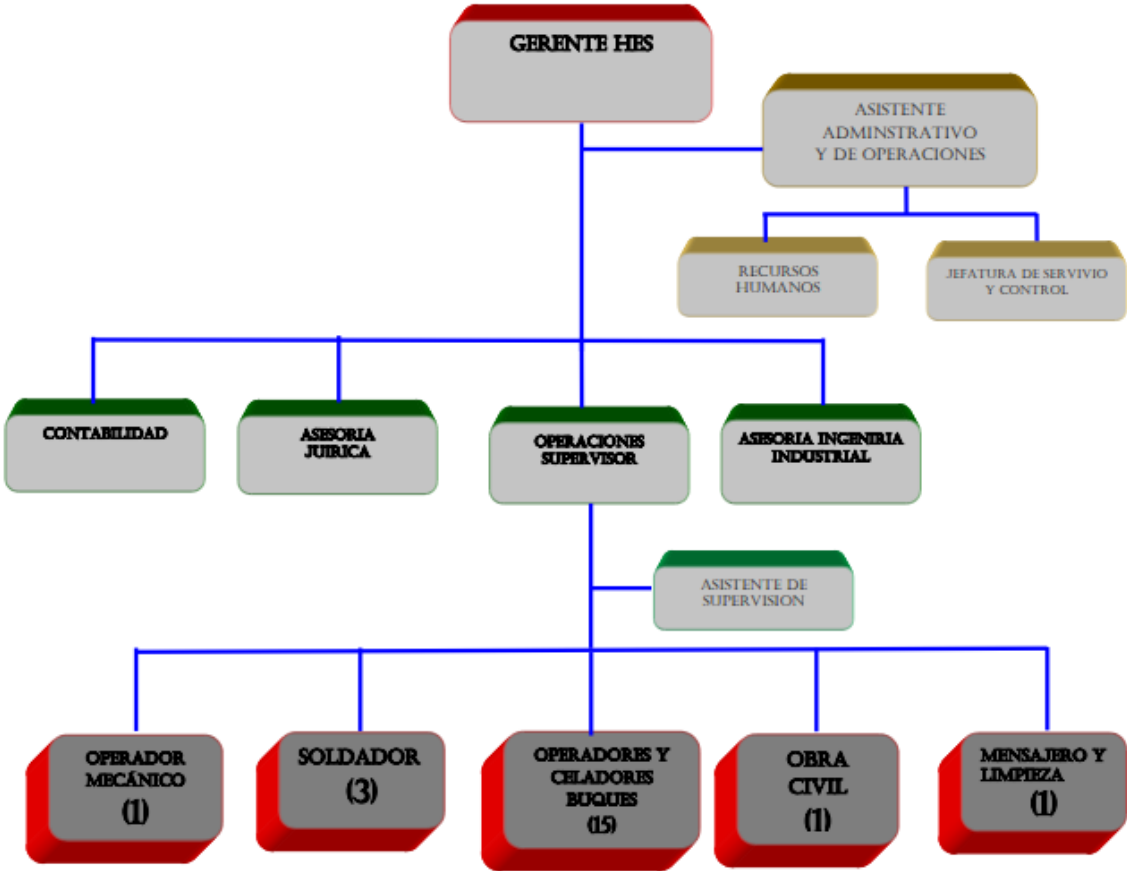 GERENTE HES
ASISTENTE
ADMINSTRATIVO
Y DE OPERACIONES
RECURSOS
HUMANOS
JEFATURA DE SERVIVIO
Y CONTROL
CONTABILIDAD
ASESORIA
JUIRICA
OPERACIONES
SUPERVISOR
ASESORIA INGENIRIA
INDUSTRIAL
ASISTENTE DE
SUPERVISION
OPERADOR
MECÁNICO
(1)
SOLDADOR
(3)
OPERADORES Y
CELADORES
BUQUES
(15)
OBRA
CIVIL
(1)
MENSAJERO Y
LIMPIEZA
(1)